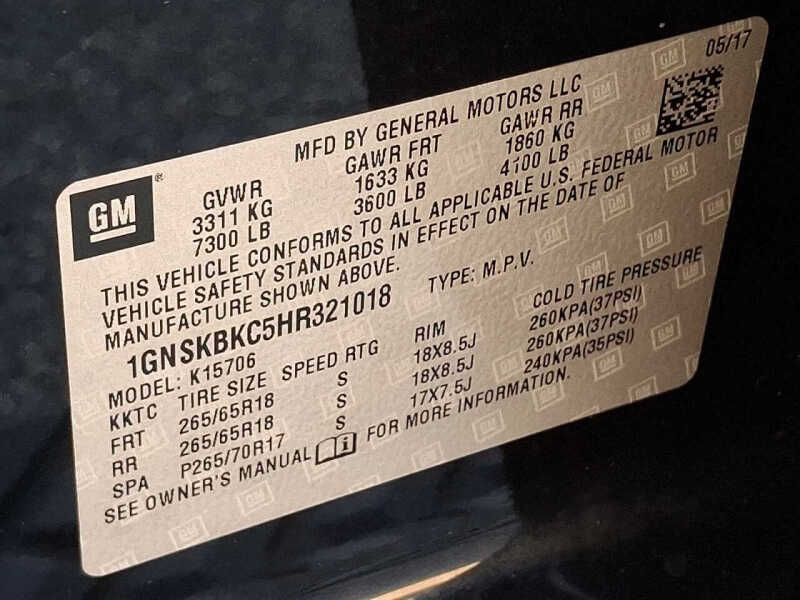 05/17
MFD BY GENERAL MOTORS LLC
GM
GVWR GAWR FRT GAWR RR
3311 KG 1633 KG 1860 KG
7300 LB 3600 LB 4100 LB
THIS VEHICLE CONFORMS TO ALL APPLICABLE U.S. FEDERAL MOTOR
VEHICLE SAFETY STANDARDS IN EFFECT ON THE DATE OF
MANUFACTURE SHOWN ABOVE.
1GNSKBKC5HR321018 TYPE: M.P.V.
MODEL: K15706
KKTC TIRE SIZE SPEED RTG RIM COLD TIRE PRESSURE
FRT 265/65R18 S 18X8.5J 260KPA(37PSI)
RR 265/65R18 S 18X8.5J 260KPA(37PSI)
SPA P265/70R17 S 17X7.5J 240KPA(35PSI)
SEE OWNER'S MANUAL i FOR MORE INFORMATION.